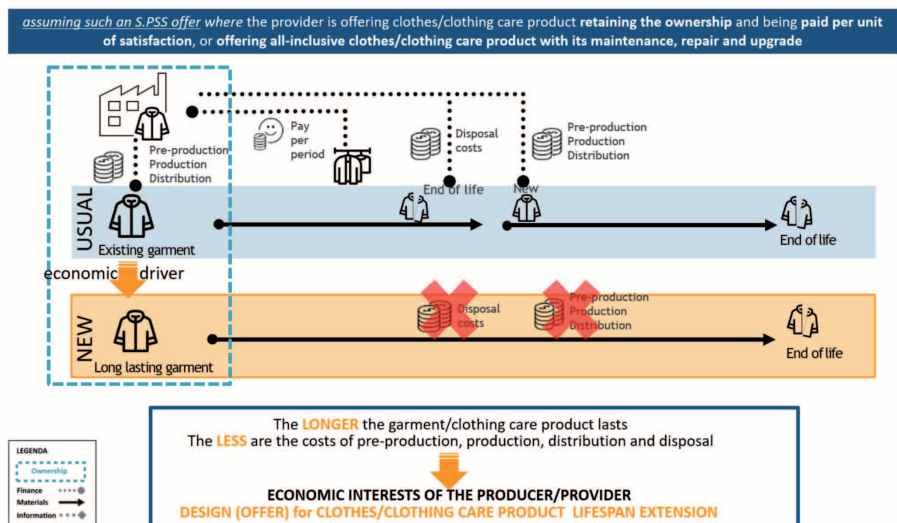 assuming such an S.PSS offer where the provider is offering clothes/clothing care product retaining the ownership and being paid per unit
of satisfaction, or offering all-inclusive clothes/clothing care product with its maintenance, repair and upgrade
Pay
per
period
Disposal
costs
Pre-production
Production
Distribution
Pre-production
Production
Distribution
USUAL
End of life
New
Existing garment
End of life
economic driver
NEW
Disposal
costs
Pre-production
Production
Distribution
Long lasting garment
End of life
The LONGER the garment/clothing care product lasts
The LESS are the costs of pre-production, production, distribution and disposal
ECONOMIC INTERESTS OF THE PRODUCER/PROVIDER
DESIGN (OFFER) for CLOTHES/CLOTHING CARE PRODUCT LIFESPAN EXTENSION
LEGENDA
Ownership
Finance
Materials
Information